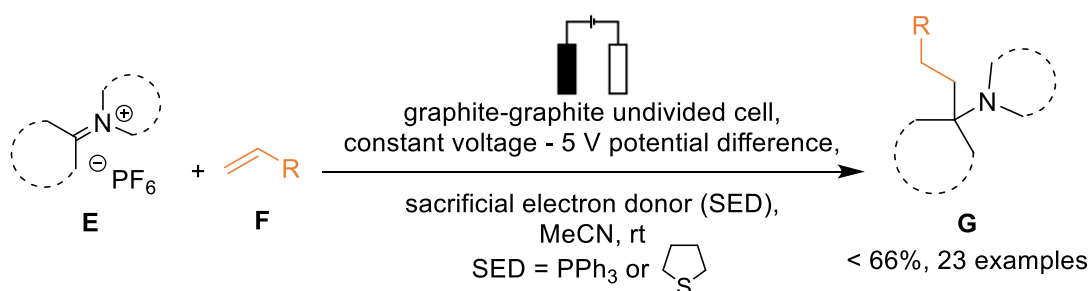 R
graphite-graphite undivided cell,
constant voltage - 5 V potential difference,
N
+
N
−
PF6
+
R
sacrificial electron donor (SED),
MeCN, rt
SED = PPh3 or
S
E
F
G
< 66%, 23 examples